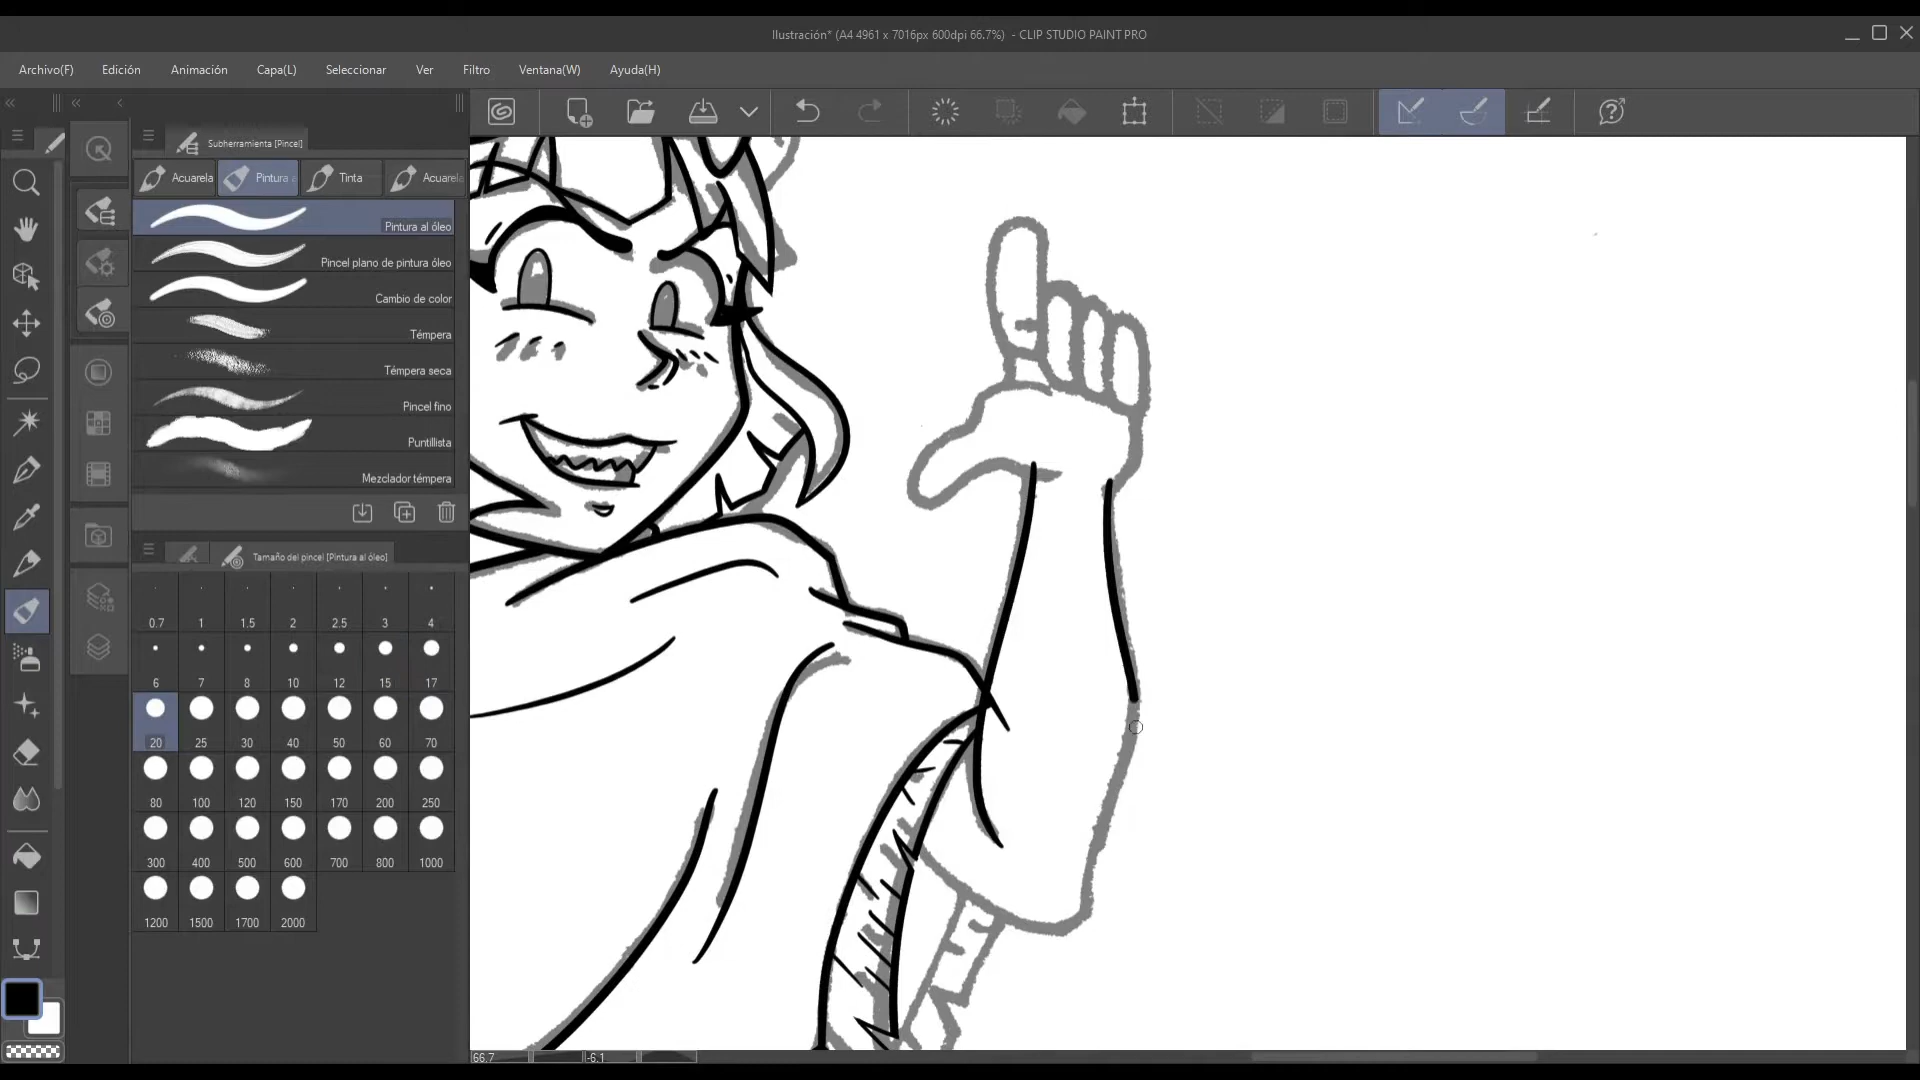 Ilustración* (A4 4961 x 7016px 600dpi 66.7%) - CLIP STUDIO PAINT PRO
Archivo(F) Edición Animación Capa(L) Seleccionar Ver Filtro Ventana(W) Ayuda(H)
Subherramienta [Pincel]
Acuarela Pintura a Tinta Acuarela
Pintura al óleo
Pincel plano de pintura óleo
Cambio de color
Témpera
Témpera seca
Pincel fino
Puntillista
Mezclador témpera
Tamaño del pincel [Pintura al óleo]
0.7 1 1.5 2 2.5 3 4
6 7 8 10 12 15 17
20 25 30 40 50 60 70
80 100 120 150 170 200 250
300 400 500 600 700 800 1000
1200 1500 1700 2000
66.7 -6.1